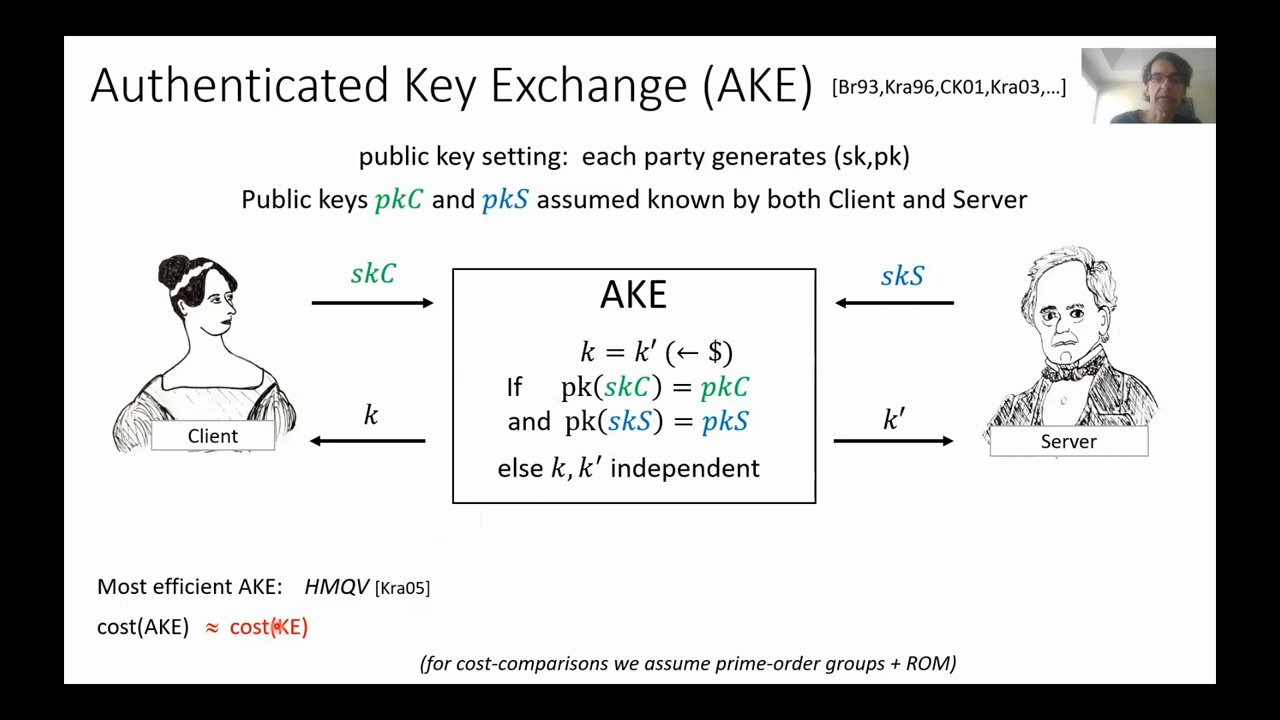 Authenticated Key Exchange (AKE) [Br93,Kra96,CK01,Kra03,...]
public key setting: each party generates (sk,pk)
Public keys pkC and pkS assumed known by both Client and Server
skC
skS
AKE
k = k′ (← $)
If pk(skC) = pkC
and pk(skS) = pkS
else k, k′ independent
k
k′
Client
Server
Most efficient AKE: HMQV [Kra05]
cost(AKE) ≈ cost(KE)
(for cost-comparisons we assume prime-order groups + ROM)